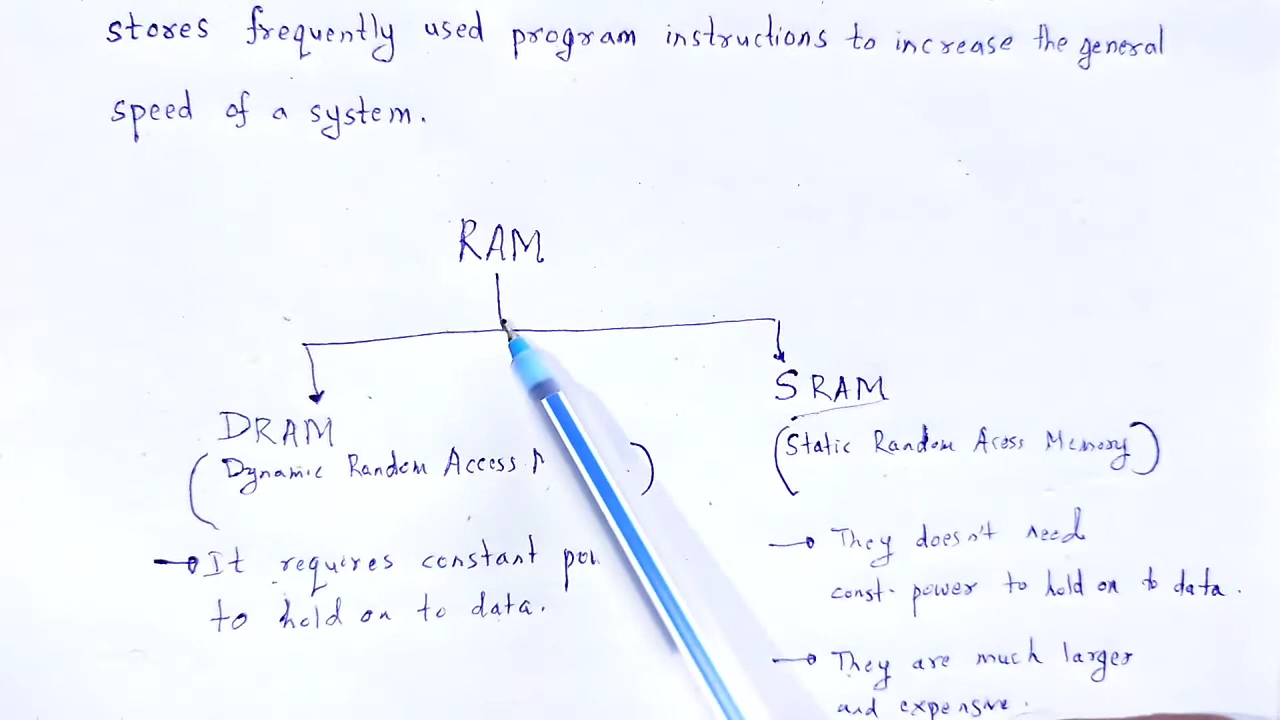 stores frequently used program instructions to increase the general
speed of a system.
RAM
DRAM
(Dynamic Random Access )
→ It requires constant
to hold on to data.
SRAM
(Static Random Acess Memory)
→ They doesn't need
const. power to hold on to data.
→ They are much larger
and expensive.